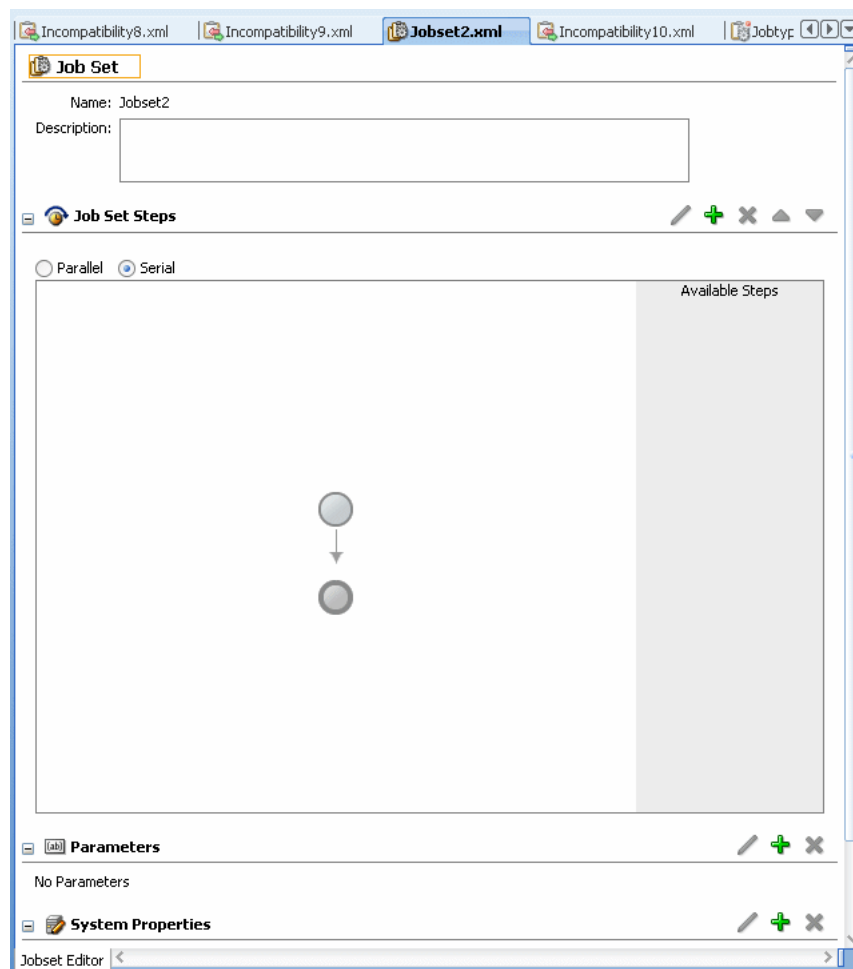 Incompatibility8.xml Incompatibility9.xml Jobset2.xml Incompatibility10.xml Jobtyp
Job Set
Name: Jobset2
Description:
Job Set Steps
Parallel Serial
Available Steps
Parameters
No Parameters
System Properties
Jobset Editor